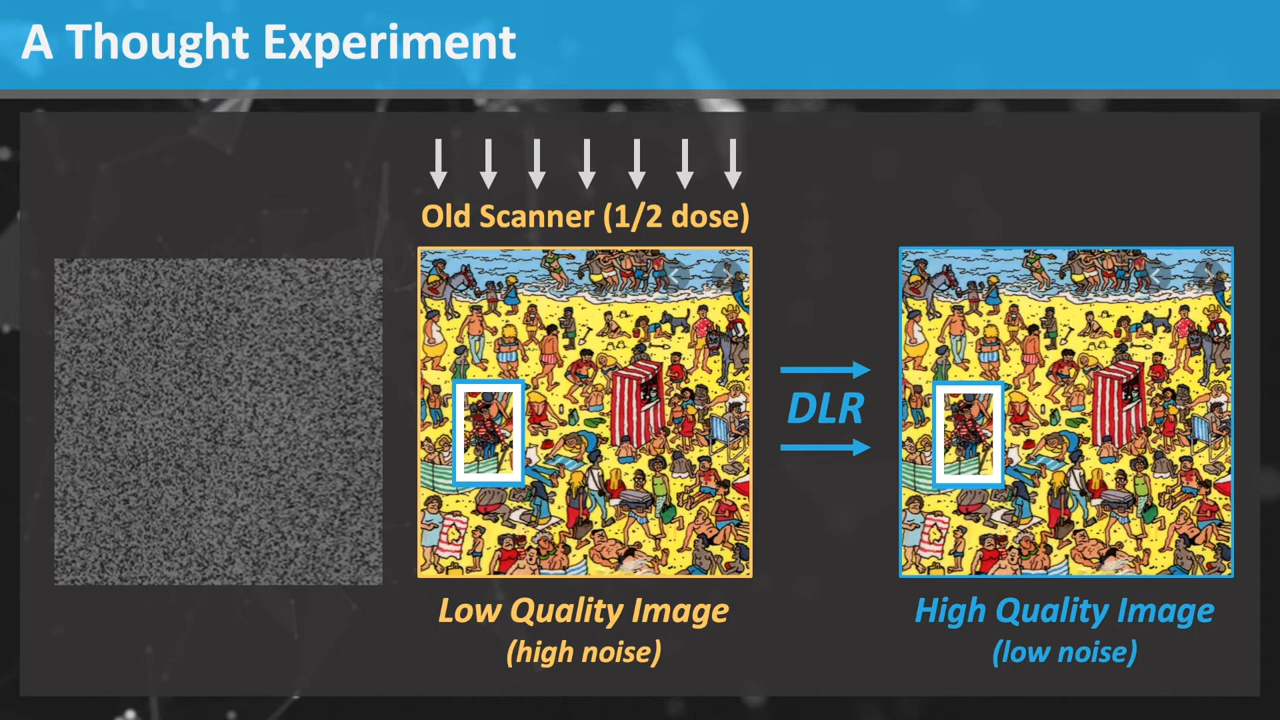 A Thought Experiment
Old Scanner (1/2 dose)
DLR
Low Quality Image
(high noise)
High Quality Image
(low noise)